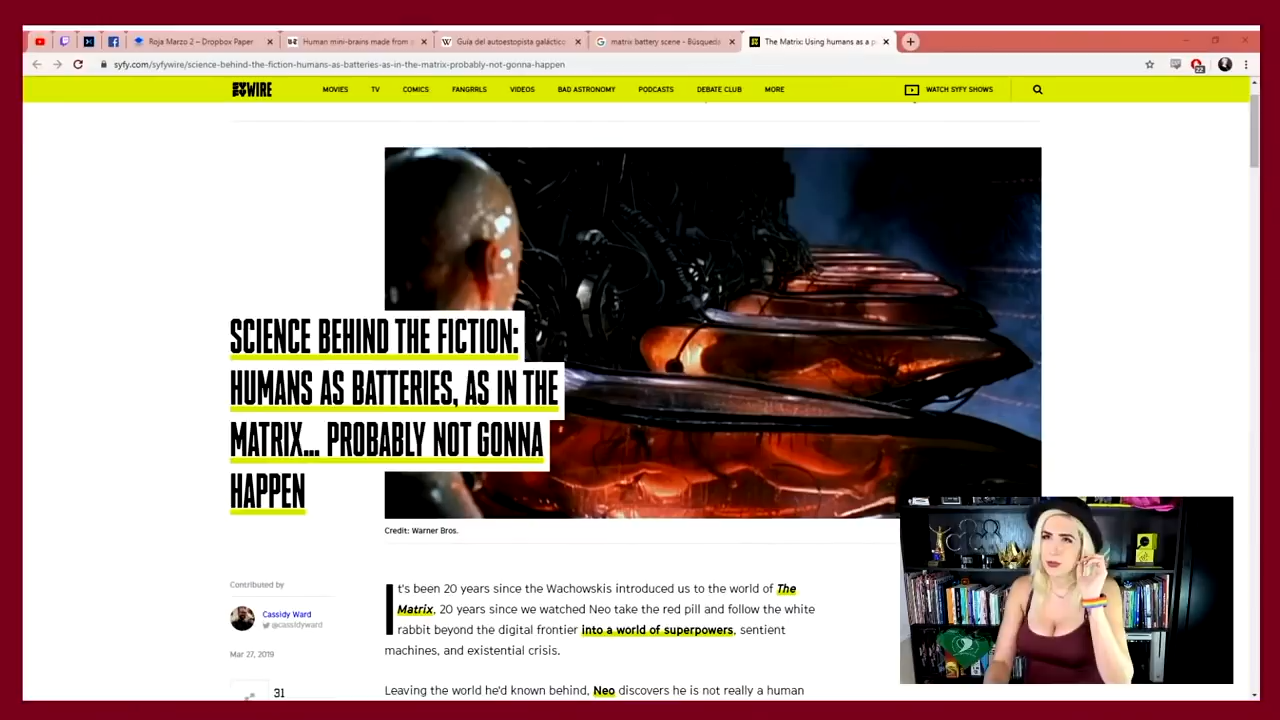 Roja Marzo 2 – Dropbox Paper
Human mini-brains made from
Guía del autoestopista galáctico
matrix battery scene - Búsqueda
The Matrix: Using humans as a p
syfy.com/syfywire/science-behind-the-fiction-humans-as-batteries-as-in-the-matrix-probably-not-gonna-happen
22
SYFY WIRE
MOVIES
TV
COMICS
FANGRRLS
VIDEOS
BAD ASTRONOMY
PODCASTS
DEBATE CLUB
MORE
WATCH SYFY SHOWS
SCIENCE BEHIND THE FICTION:
HUMANS AS BATTERIES, AS IN THE
MATRIX... PROBABLY NOT GONNA
HAPPEN
Credit: Warner Bros.
Contributed by
Cassidy Ward
@cassidyward
Mar 27, 2019
31
It's been 20 years since the Wachowskis introduced us to the world of The
Matrix, 20 years since we watched Neo take the red pill and follow the white
rabbit beyond the digital frontier into a world of superpowers, sentient
machines, and existential crisis.
Leaving the world he'd known behind, Neo discovers he is not really a human